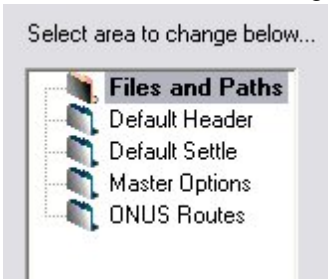 Select area to change below...
Files and Paths
Default Header
Default Settle
Master Options
ONUS Routes